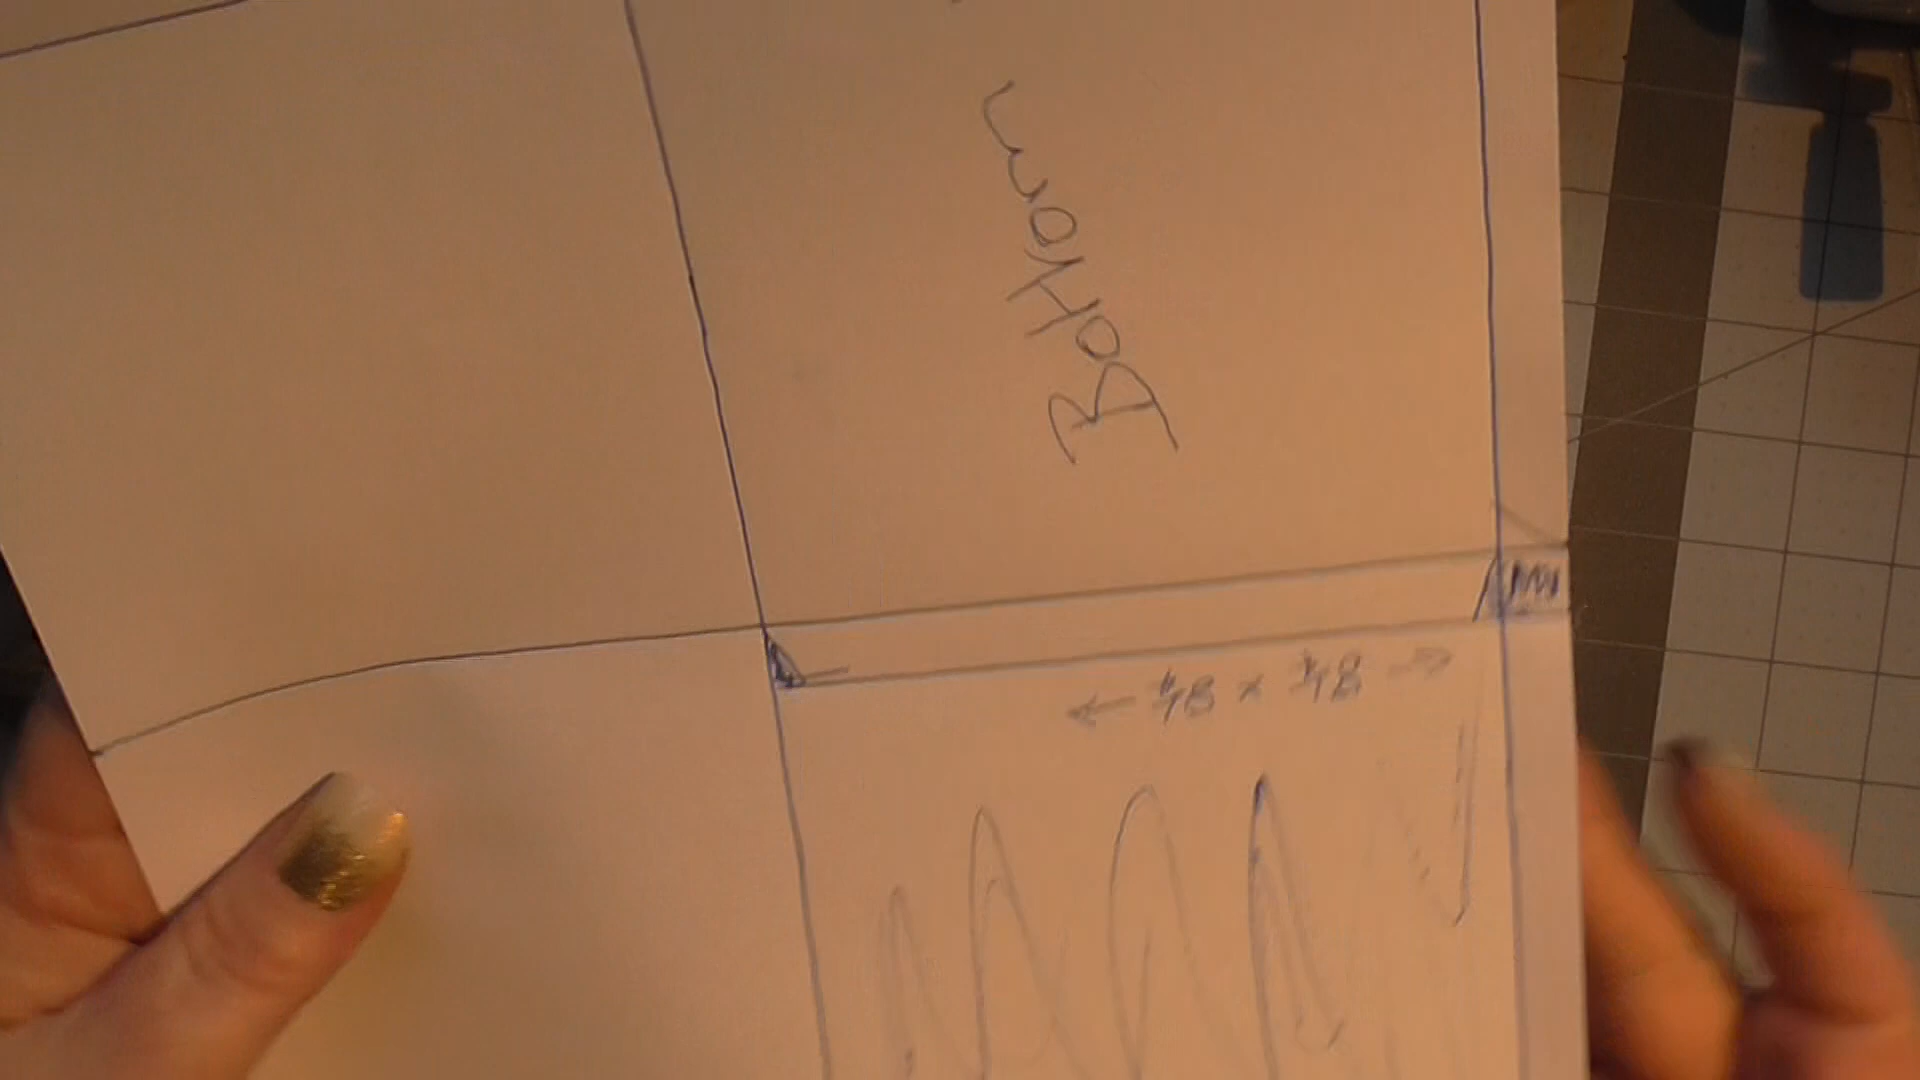 Bottom
← 1/8 x 1/8 →